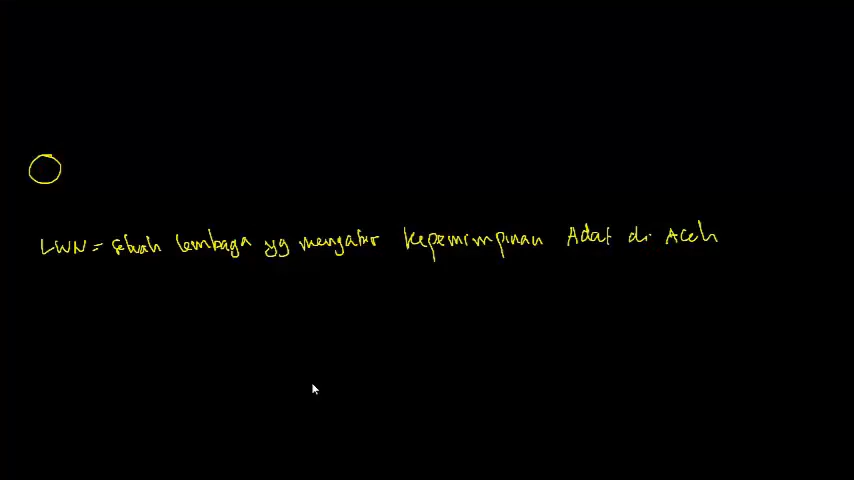 LWN = sebuah lembaga yg mengatur kepemimpinan Adat di Aceh